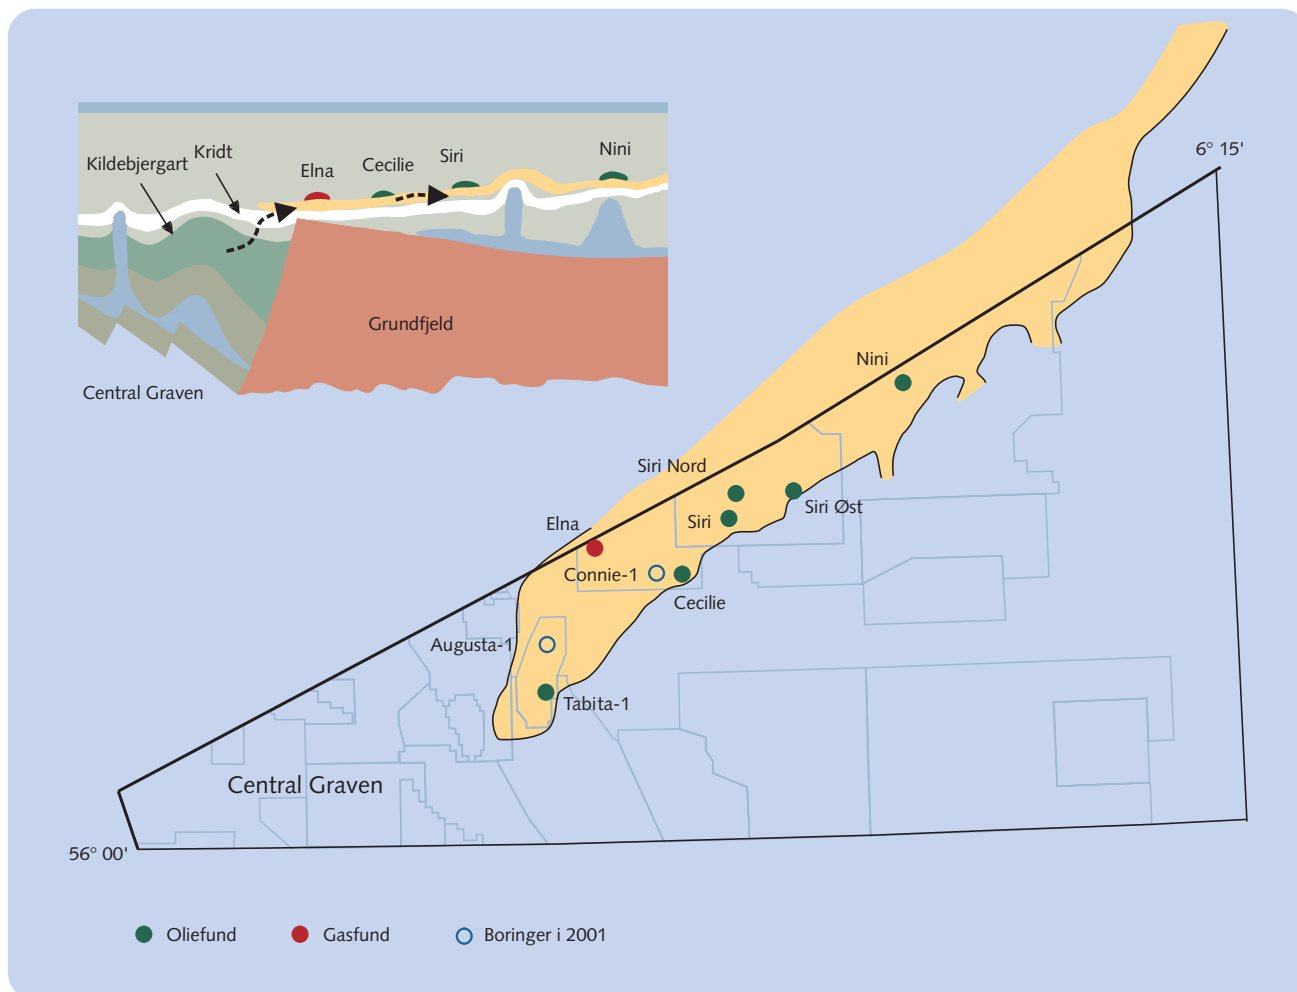 Kildebjergart
Kridt
Elna
Cecilie
Siri
Nini
Grundfjeld
Central Graven
6° 15'
Nini
Siri Nord
Siri Øst
Siri
Elna
Connie-1
Cecilie
Augusta-1
Tabita-1
Central Graven
56° 00'
Oliefund
Gasfund
Boringer i 2001